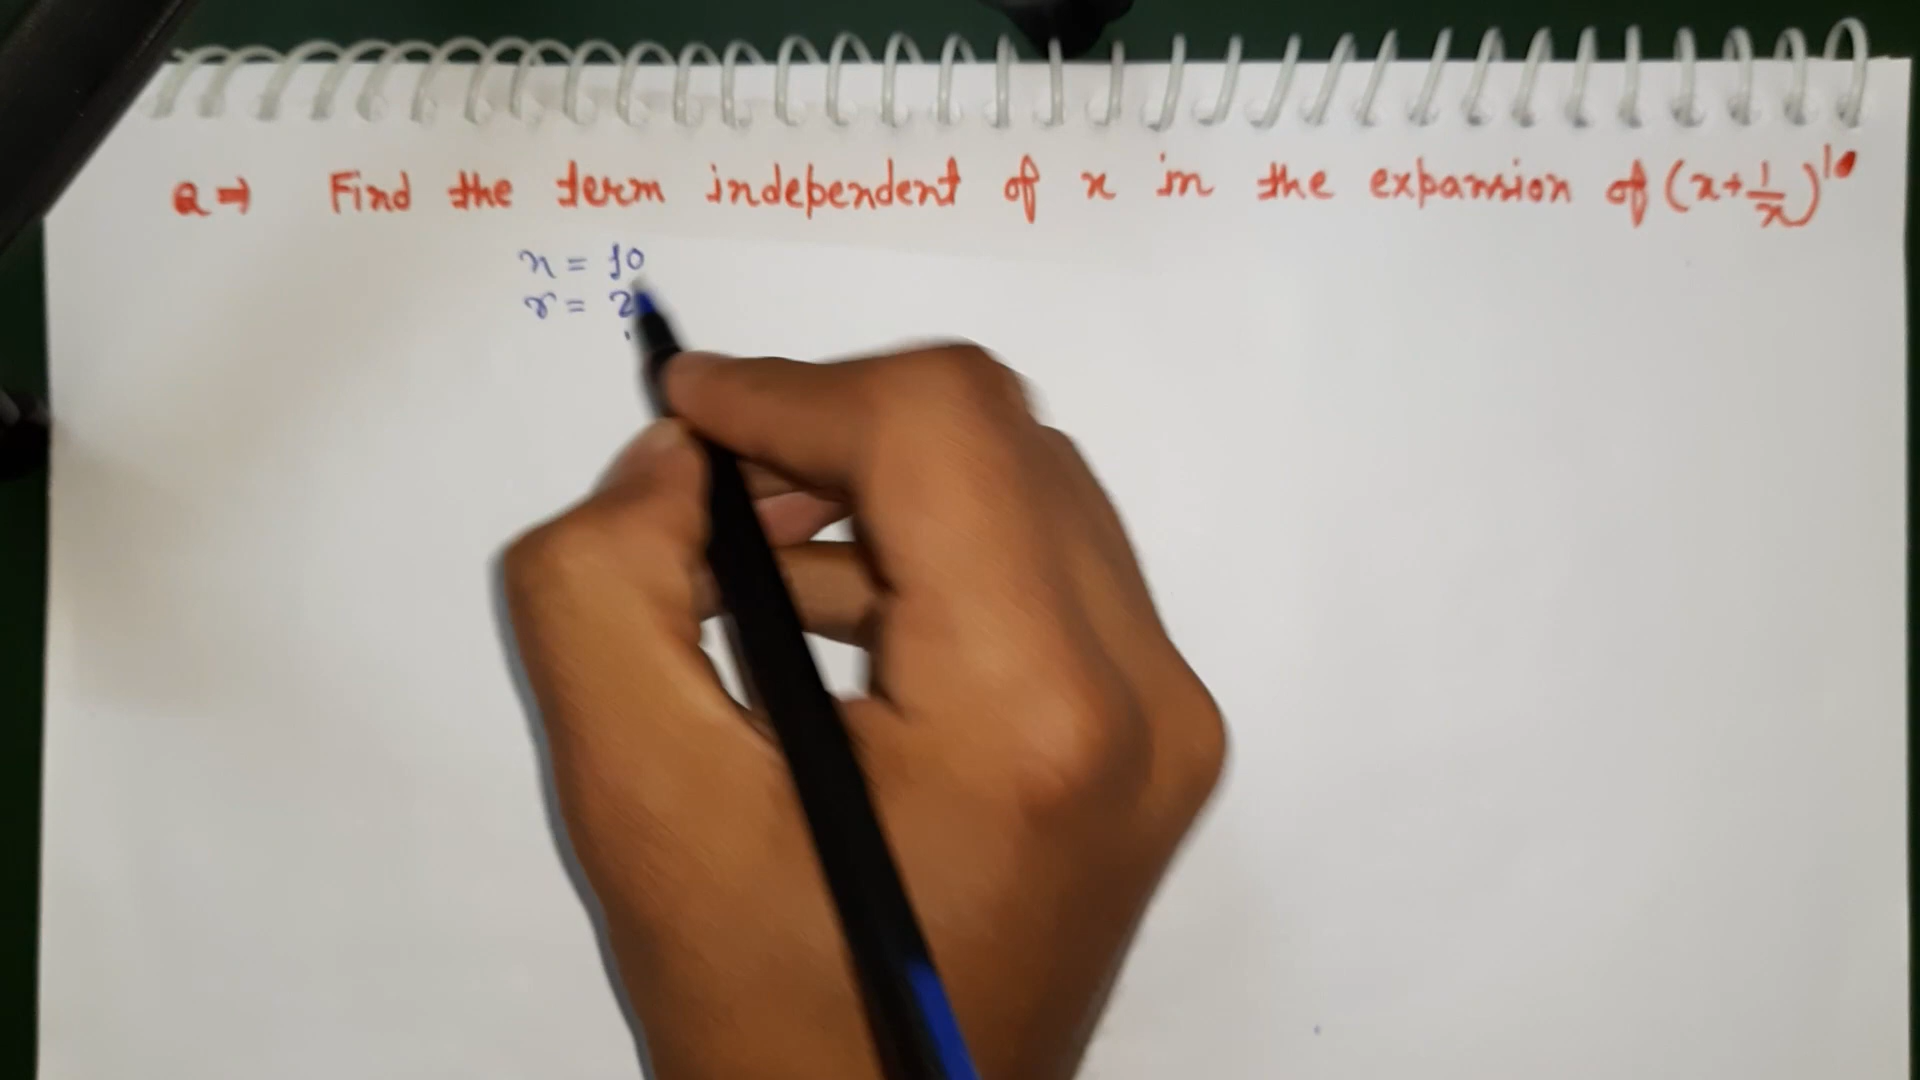 Q⇒ Find the term independent of x in the expansion of (x+1/x)^10
n = 10
r = 2